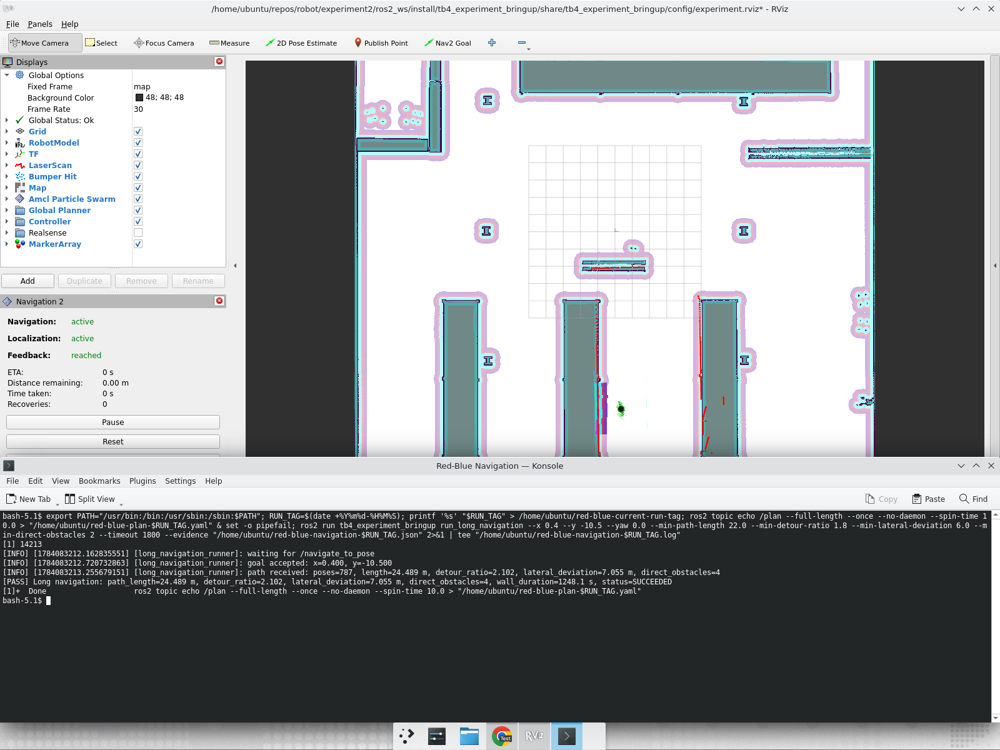 /home/ubuntu/repos/robot/experiment2/ros2_ws/install/tb4_experiment_bringup/share/tb4_experiment_bringup/config/experiment.rviz* - RViz
File Panels Help
Move Camera Select Focus Camera Measure 2D Pose Estimate Publish Point Nav2 Goal
Displays
Global Options
Fixed Frame map
Background Color 48; 48; 48
Frame Rate 30
Global Status: Ok
Grid
RobotModel
TF
LaserScan
Bumper Hit
Map
Amcl Particle Swarm
Global Planner
Controller
Realsense
MarkerArray
Add Duplicate Remove Rename
Navigation 2
Navigation: active
Localization: active
Feedback: reached
ETA: 0 s
Distance remaining: 0.00 m
Time taken: 0 s
Recoveries: 0
Pause
Reset
Red-Blue Navigation — Konsole
File Edit View Bookmarks Plugins Settings Help
New Tab Split View Copy Paste Find
bash-5.1$ export PATH="/usr/bin:/bin:/usr/sbin:/sbin:$PATH"; RUN_TAG=$(date +%Y%m%d-%H%M%S); printf '%s' "$RUN_TAG" > /home/ubuntu/red-blue-current-run-tag; ros2 topic echo /plan --full-length --once --no-daemon --spin-time 1
0.0 > "/home/ubuntu/red-blue-plan-$RUN_TAG.yaml" & set -o pipefail; ros2 run tb4_experiment_bringup run_long_navigation --x 0.4 --y -10.5 --yaw 0.0 --min-path-length 22.0 --min-detour-ratio 1.8 --min-lateral-deviation 6.0 --m
in-direct-obstacles 2 --timeout 1800 --evidence "/home/ubuntu/red-blue-navigation-$RUN_TAG.json" 2>&1 | tee "/home/ubuntu/red-blue-navigation-$RUN_TAG.log"
[1] 14213
[INFO] [1784083212.162835551] [long_navigation_runner]: waiting for /navigate_to_pose
[INFO] [1784083212.720732863] [long_navigation_runner]: goal accepted: x=0.400, y=-10.500
[INFO] [1784083213.255679151] [long_navigation_runner]: path received: poses=787, length=24.489 m, detour_ratio=2.102, lateral_deviation=7.055 m, direct_obstacles=4
[PASS] Long navigation: path_length=24.489 m, detour_ratio=2.102, lateral_deviation=7.055 m, direct_obstacles=4, wall_duration=1248.1 s, status=SUCCEEDED
[1]+  Done                    ros2 topic echo /plan --full-length --once --no-daemon --spin-time 10.0 > "/home/ubuntu/red-blue-plan-$RUN_TAG.yaml"
bash-5.1$
Test
RViz